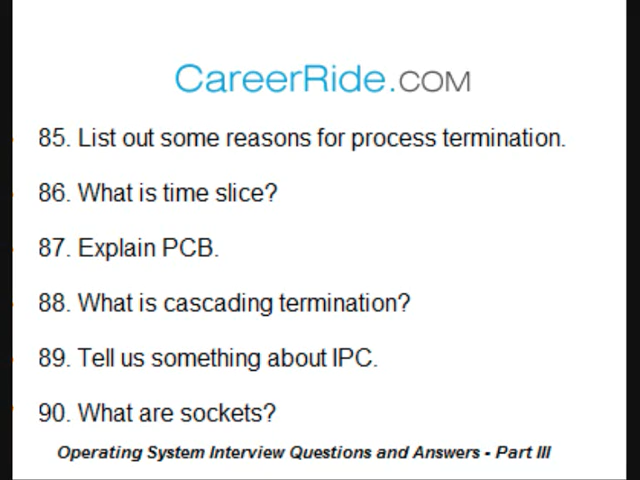 CareerRide.COM
85. List out some reasons for process termination.
86. What is time slice?
87. Explain PCB.
88. What is cascading termination?
89. Tell us something about IPC.
90. What are sockets?
Operating System Interview Questions and Answers - Part III